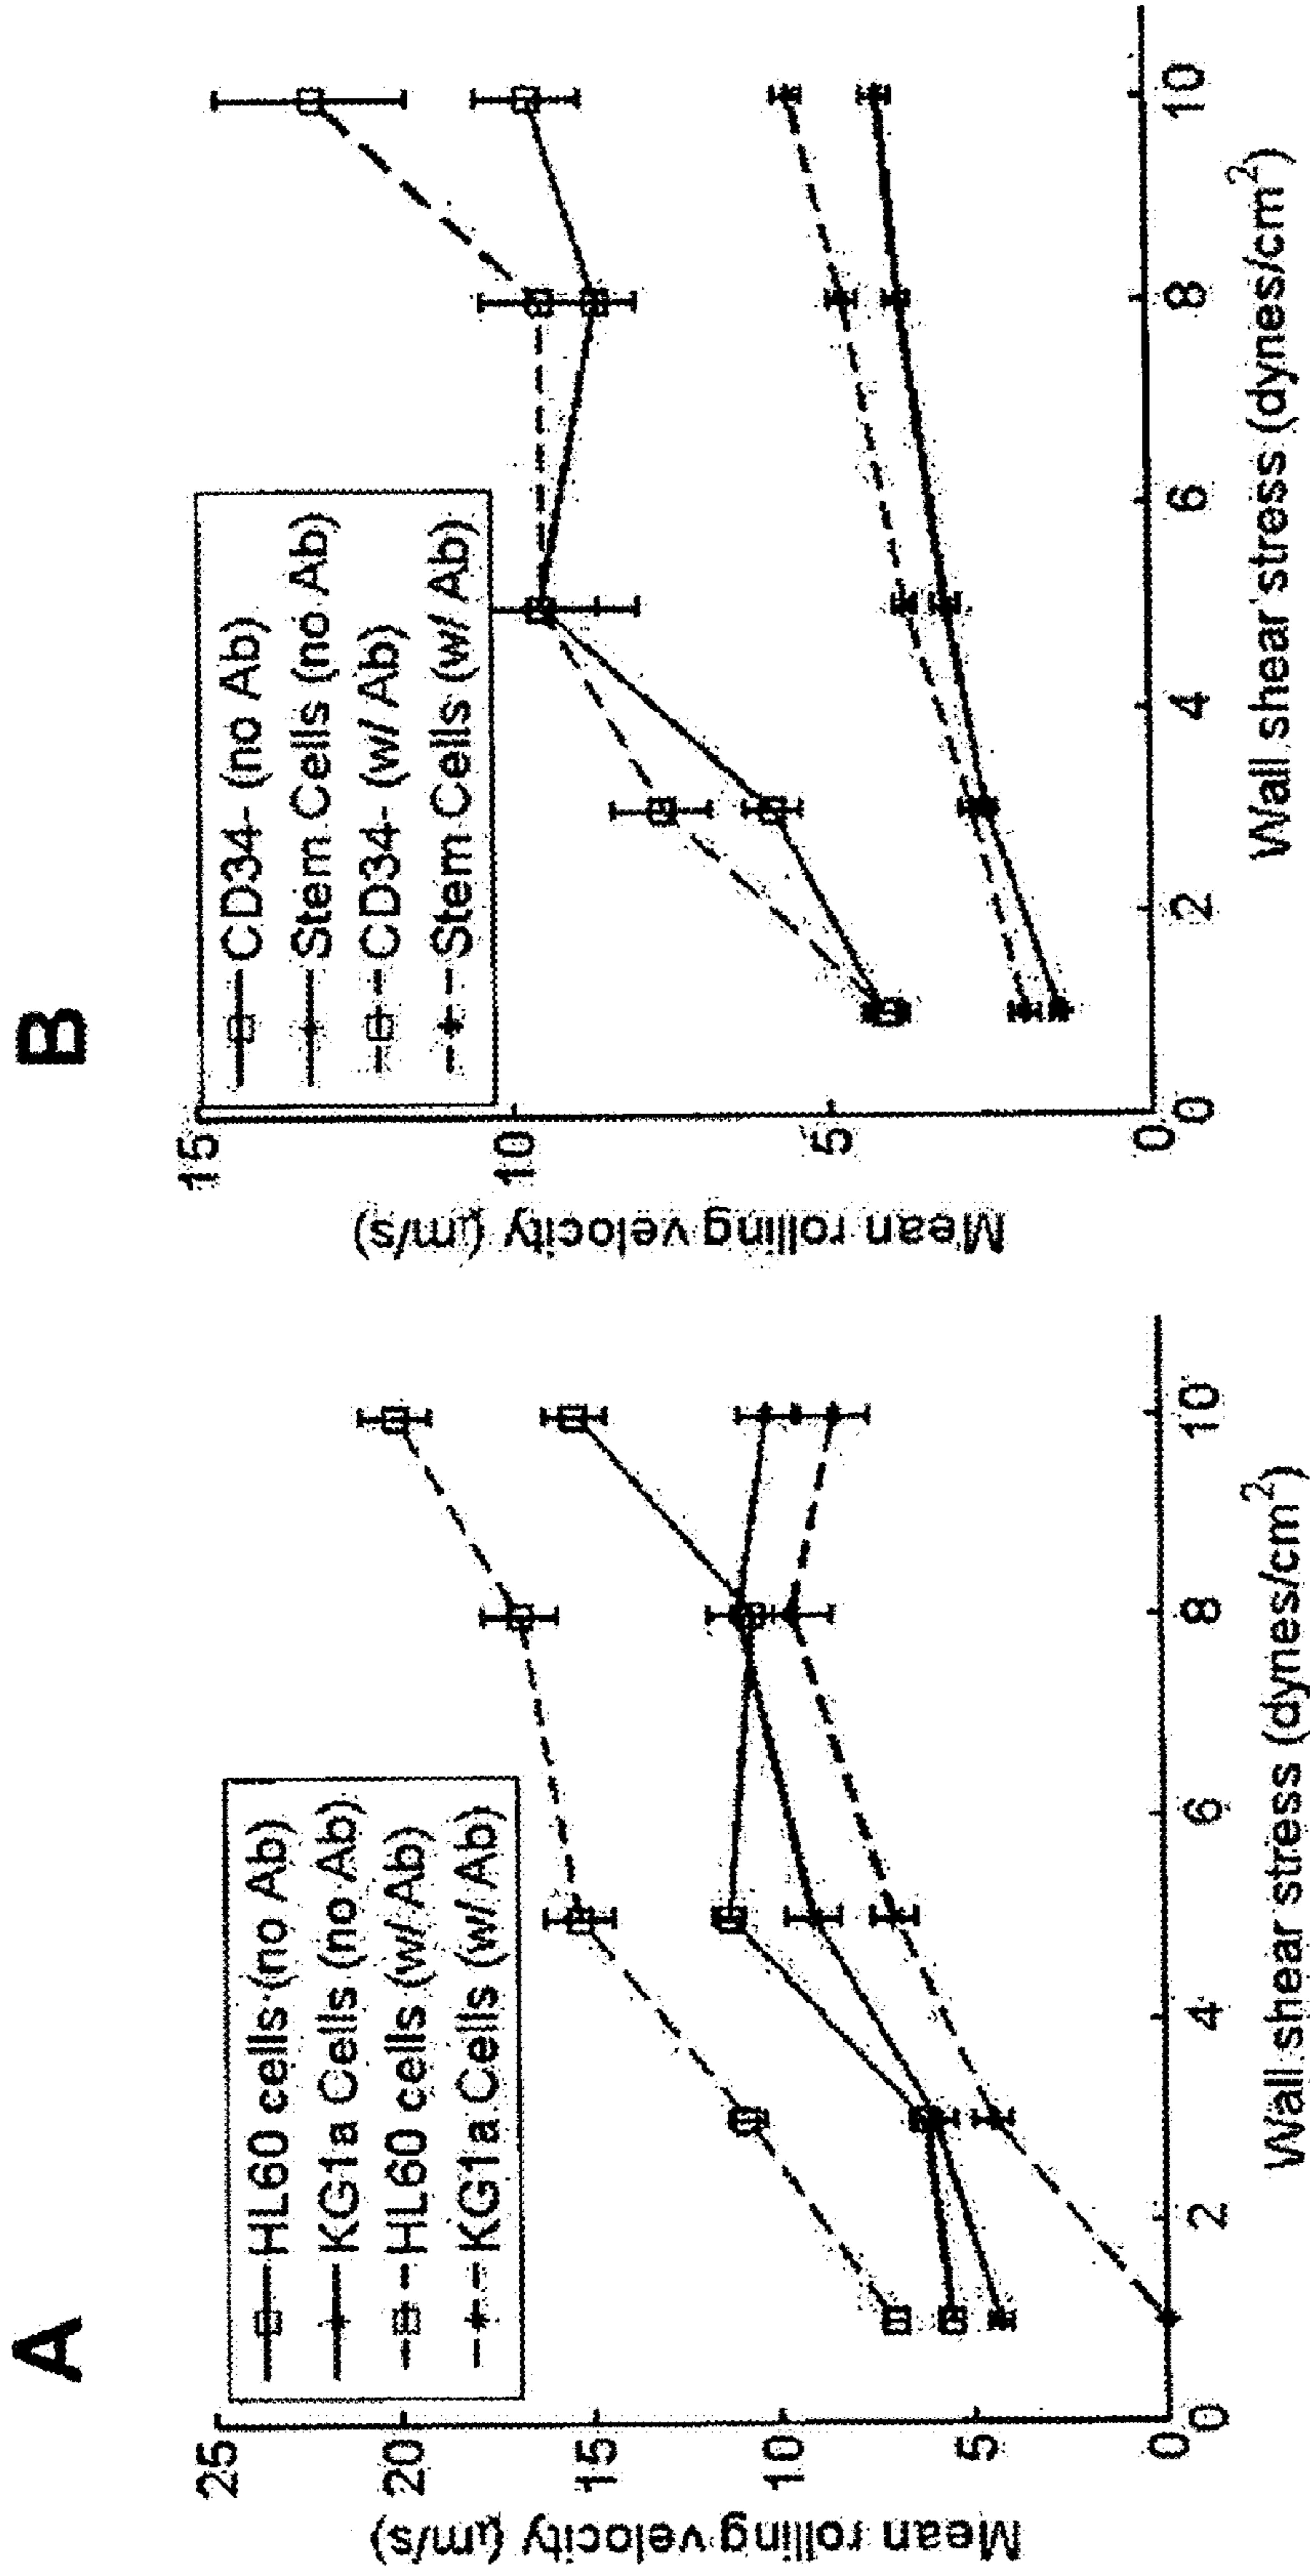 A
25
20
15
10
5
0
Mean rolling velocity (µm/s)
HL60 cells (no Ab)
KG1a Cells (no Ab)
HL60 cells (w/ Ab)
KG1a Cells (w/ Ab)
0 2 4 6 8 10
Wall shear stress (dynes/cm²)
B
15
10
5
0
Mean rolling velocity (µm/s)
CD34- (no Ab)
Stem Cells (no Ab)
CD34- (w/ Ab)
Stem Cells (w/ Ab)
0 2 4 6 8 10
Wall shear stress (dynes/cm²)